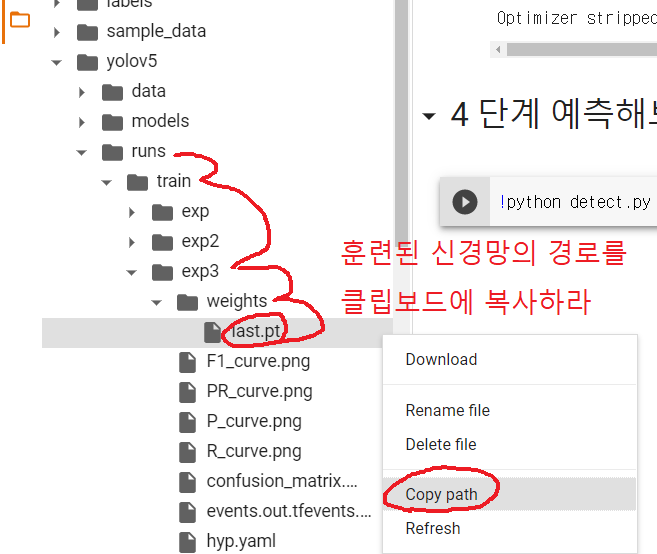 labels
sample_data
yolov5
data
models
runs
train
exp
exp2
exp3
weights
last.pt
F1_curve.png
PR_curve.png
P_curve.png
R_curve.png
confusion_matrix....
events.out.tfevents....
hyp.yaml
Optimizer stripped
4 단계 예측해보
!python detect.py
훈련된 신경망의 경로를
클립보드에 복사하라
Download
Rename file
Delete file
Copy path
Refresh